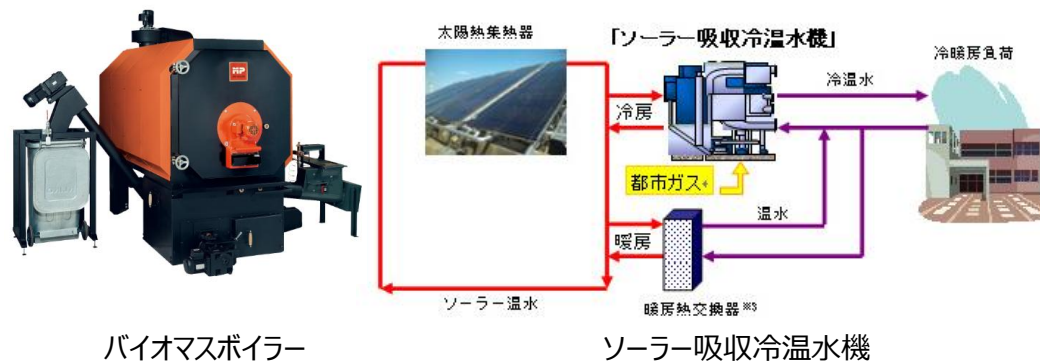 太陽熱集熱器
「ソーラー吸収冷温水機」
冷暖房負荷
冷温水
冷房
都市ガス
温水
暖房
ソーラー温水
暖房熱交換器※3
バイオマスボイラー
ソーラー吸収冷温水機